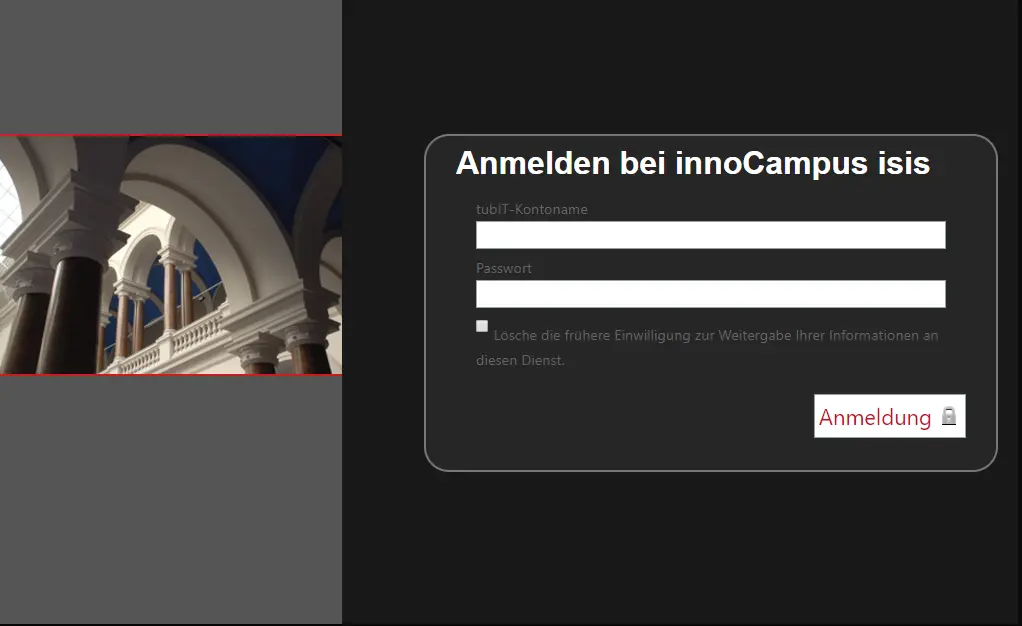 Anmelden bei innoCampus isis
tubIT-Kontoname
Passwort
Lösche die frühere Einwilligung zur Weitergabe Ihrer Informationen an
diesen Dienst.
Anmeldung